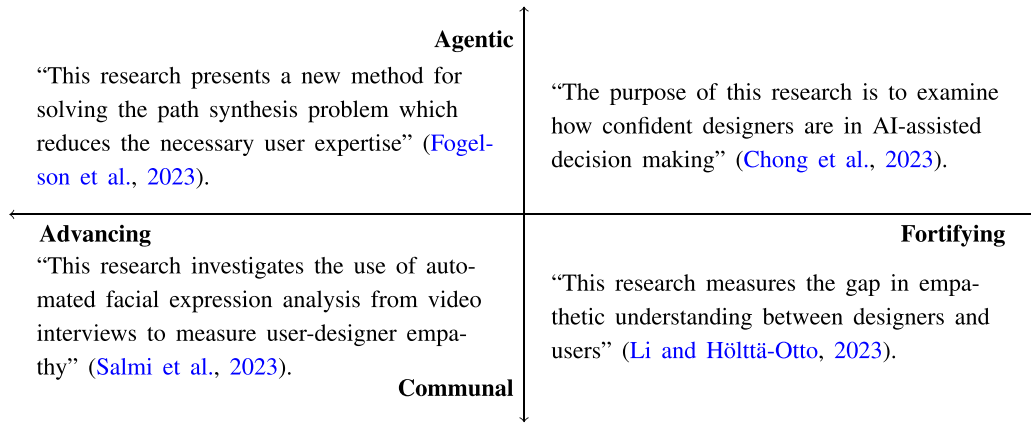 Agentic
“This research presents a new method for
solving the path synthesis problem which
reduces the necessary user expertise” (Fogel-
son et al., 2023).
“The purpose of this research is to examine
how confident designers are in AI-assisted
decision making” (Chong et al., 2023).
Advancing
Fortifying
“This research investigates the use of auto-
mated facial expression analysis from video
interviews to measure user-designer empa-
thy” (Salmi et al., 2023).
“This research measures the gap in empa-
thetic understanding between designers and
users” (Li and Hölttä-Otto, 2023).
Communal